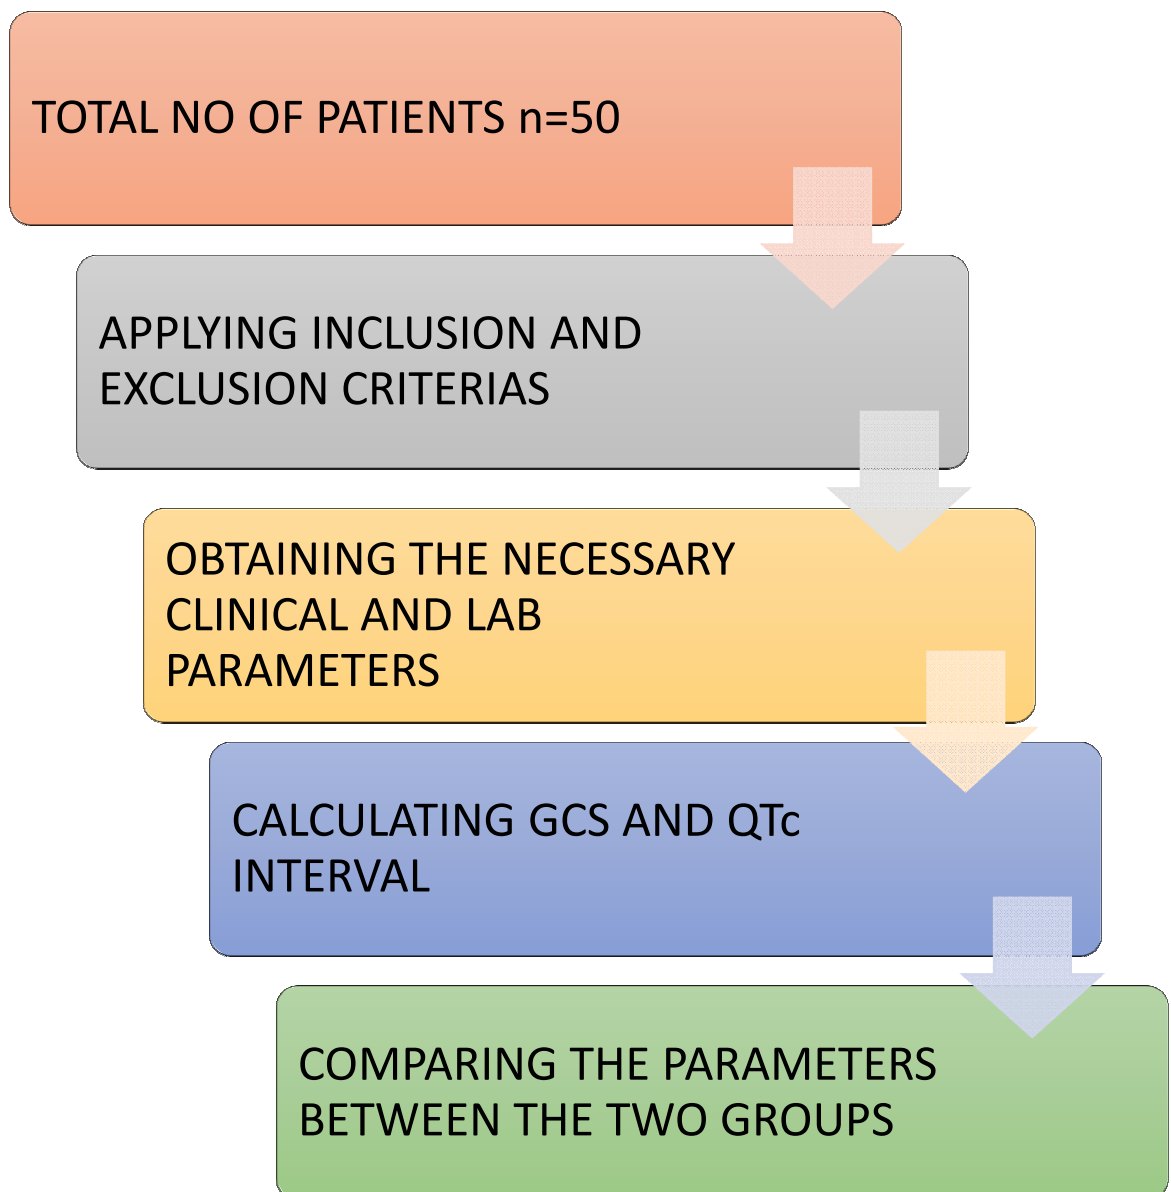 TOTAL NO OF PATIENTS n=50
APPLYING INCLUSION AND
EXCLUSION CRITERIAS
OBTAINING THE NECESSARY
CLINICAL AND LAB
PARAMETERS
CALCULATING GCS AND QTc
INTERVAL
COMPARING THE PARAMETERS
BETWEEN THE TWO GROUPS